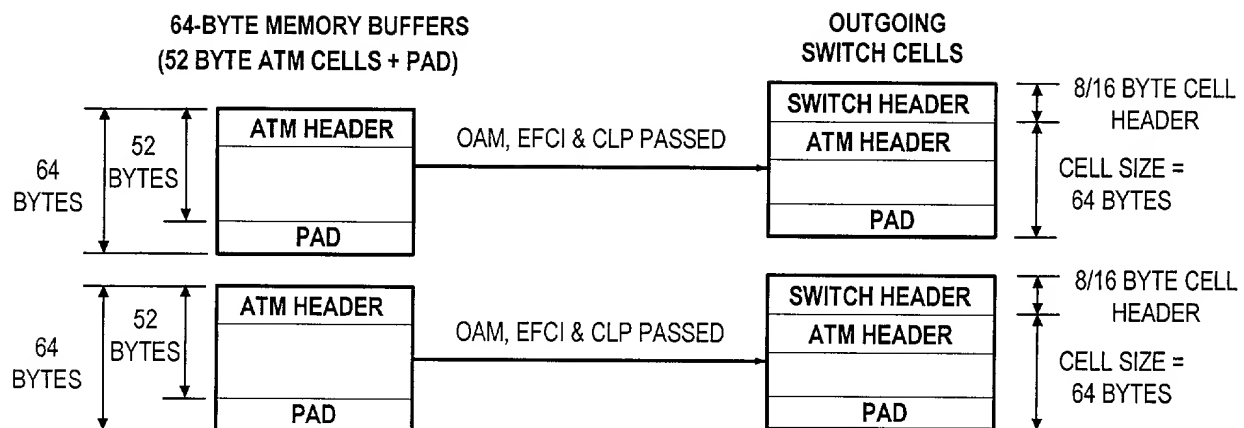 64-BYTE MEMORY BUFFERS
(52 BYTE ATM CELLS + PAD)
OUTGOING
SWITCH CELLS
64
BYTES
52
BYTES
ATM HEADER
PAD
OAM, EFCI & CLP PASSED
SWITCH HEADER
ATM HEADER
PAD
8/16 BYTE CELL
HEADER
CELL SIZE =
64 BYTES
64
BYTES
52
BYTES
ATM HEADER
PAD
OAM, EFCI & CLP PASSED
SWITCH HEADER
ATM HEADER
PAD
8/16 BYTE CELL
HEADER
CELL SIZE =
64 BYTES